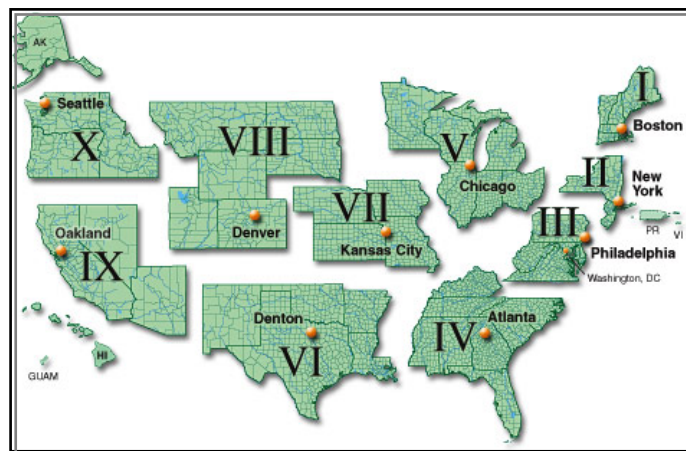 AK
Seattle
X
VIII
V
I
Boston
II
New
York
Chicago
VII
III
PR
VI
Denver
Kansas City
Philadelphia
Washington, DC
Oakland
IX
Denton
VI
IV
Atlanta
HI
GUAM